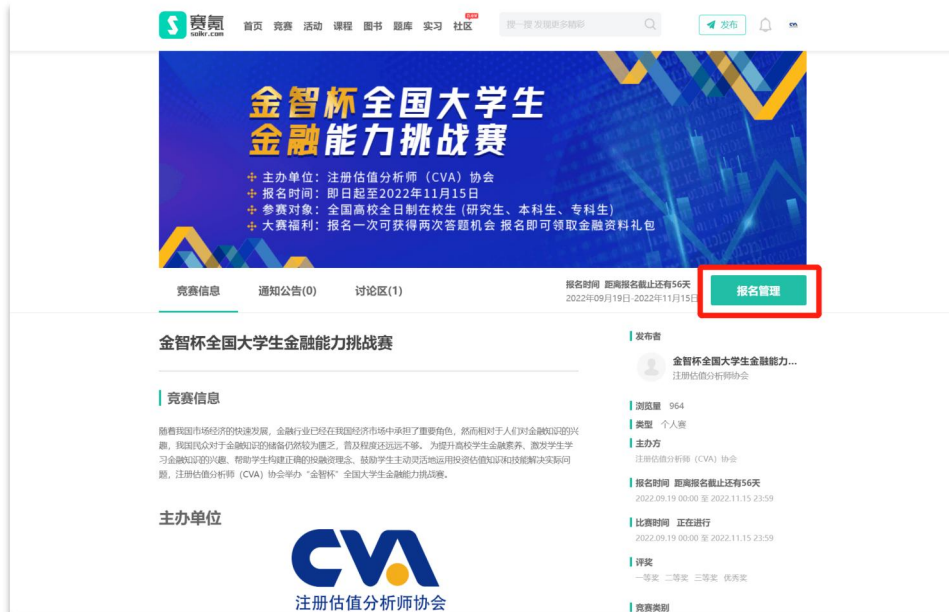 赛氪
saikr.com
首页 竞赛 活动 课程 图书 题库 实习 社区
搜一搜 发现更多精彩
发布
金智杯全国大学生
金融能力挑战赛
主办单位：注册估值分析师（CVA）协会
报名时间：即日起至2022年11月15日
参赛对象：全国高校全日制在校生 (研究生、本科生、专科生)
大赛福利：报名一次可获得两次答题机会 报名即可领取金融资料礼包
竞赛信息 通知公告(0) 讨论区(1)
报名时间 距离报名截止还有56天
2022年09月19日-2022年11月15日
报名管理
金智杯全国大学生金融能力挑战赛
竞赛信息
随着我国市场经济的快速发展，金融行业已经在我国经济市场中承担了重要角色，然而相对于人们对金融知识的兴
趣，我国民众对于金融知识的储备仍然较为匮乏，普及程度还远远不够。 为提升高校学生金融素养、激发学生学
习金融知识的兴趣、帮助学生构建正确的投融资理念、鼓励学生主动灵活地运用投资估值知识和技能解决实际问
题，注册估值分析师（CVA）协会举办“金智杯”全国大学生金融能力挑战赛。
主办单位
CVA
注册估值分析师协会
发布者
金智杯全国大学生金融能力...
注册估值分析师协会
浏览量 964
类型 个人赛
主办方
注册估值分析师（CVA）协会
报名时间 距离报名截止还有56天
2022.09.19 00:00 至 2022.11.15 23:59
比赛时间 正在进行
2022.09.19 00:00 至 2022.11.15 23:59
评奖
一等奖 二等奖 三等奖 优秀奖
竞赛类别